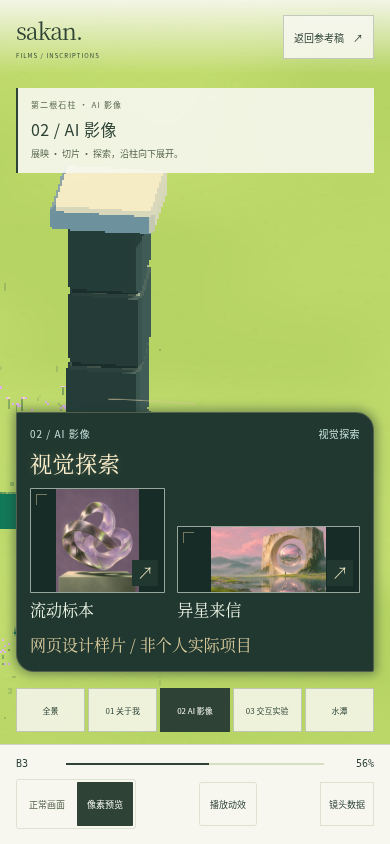 sakan.
FILMS / INSCRIPTIONS
返回参考稿 ↗
第二根石柱 · AI 影像
02 / AI 影像
展映 · 切片 · 探索，沿柱向下展开。
02 / AI 影像
视觉探索
视觉探索
流动标本
异星来信
网页设计样片 / 非个人实际项目
全景
01 关于我
02 AI 影像
03 交互实验
水潭
B3
56%
正常画面
像素预览
播放动效
镜头数据